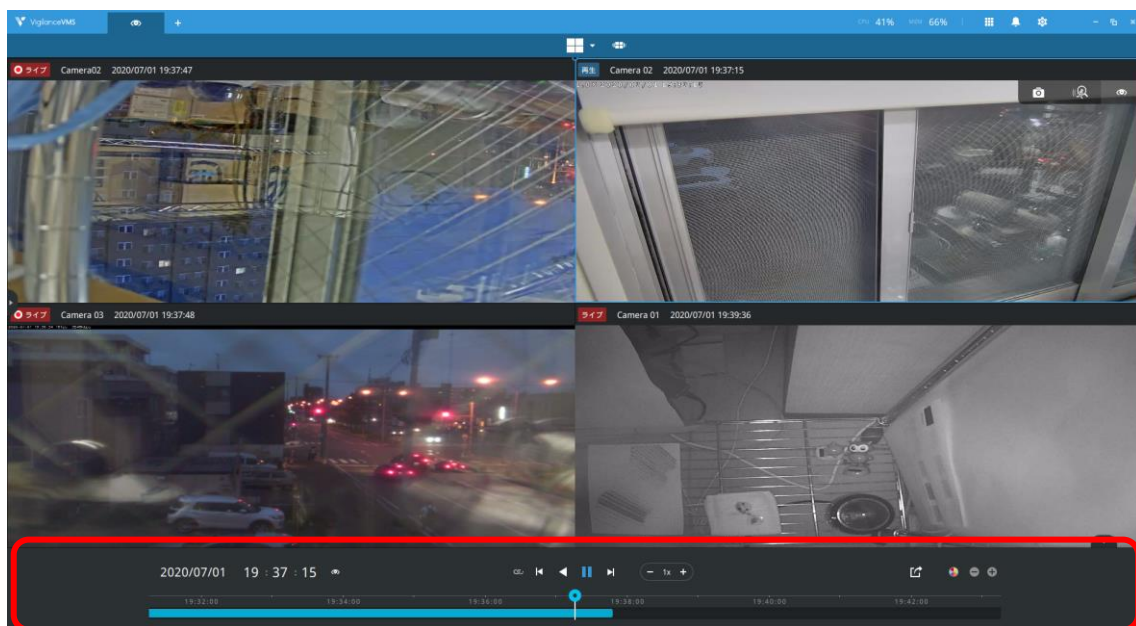 VigilanceVMS
+
CPU 41% MEM 66%
ライブ Camera02 2020/07/01 19:37:47
再生 Camera 02 2020/07/01 19:37:15
ライブ Camera 03 2020/07/01 19:37:48
ライブ Camera 01 2020/07/01 19:39:36
2020/07/01 19 : 37 : 15
− 1x +
19:32:00 19:34:00 19:36:00 19:38:00 19:40:00 19:42:00